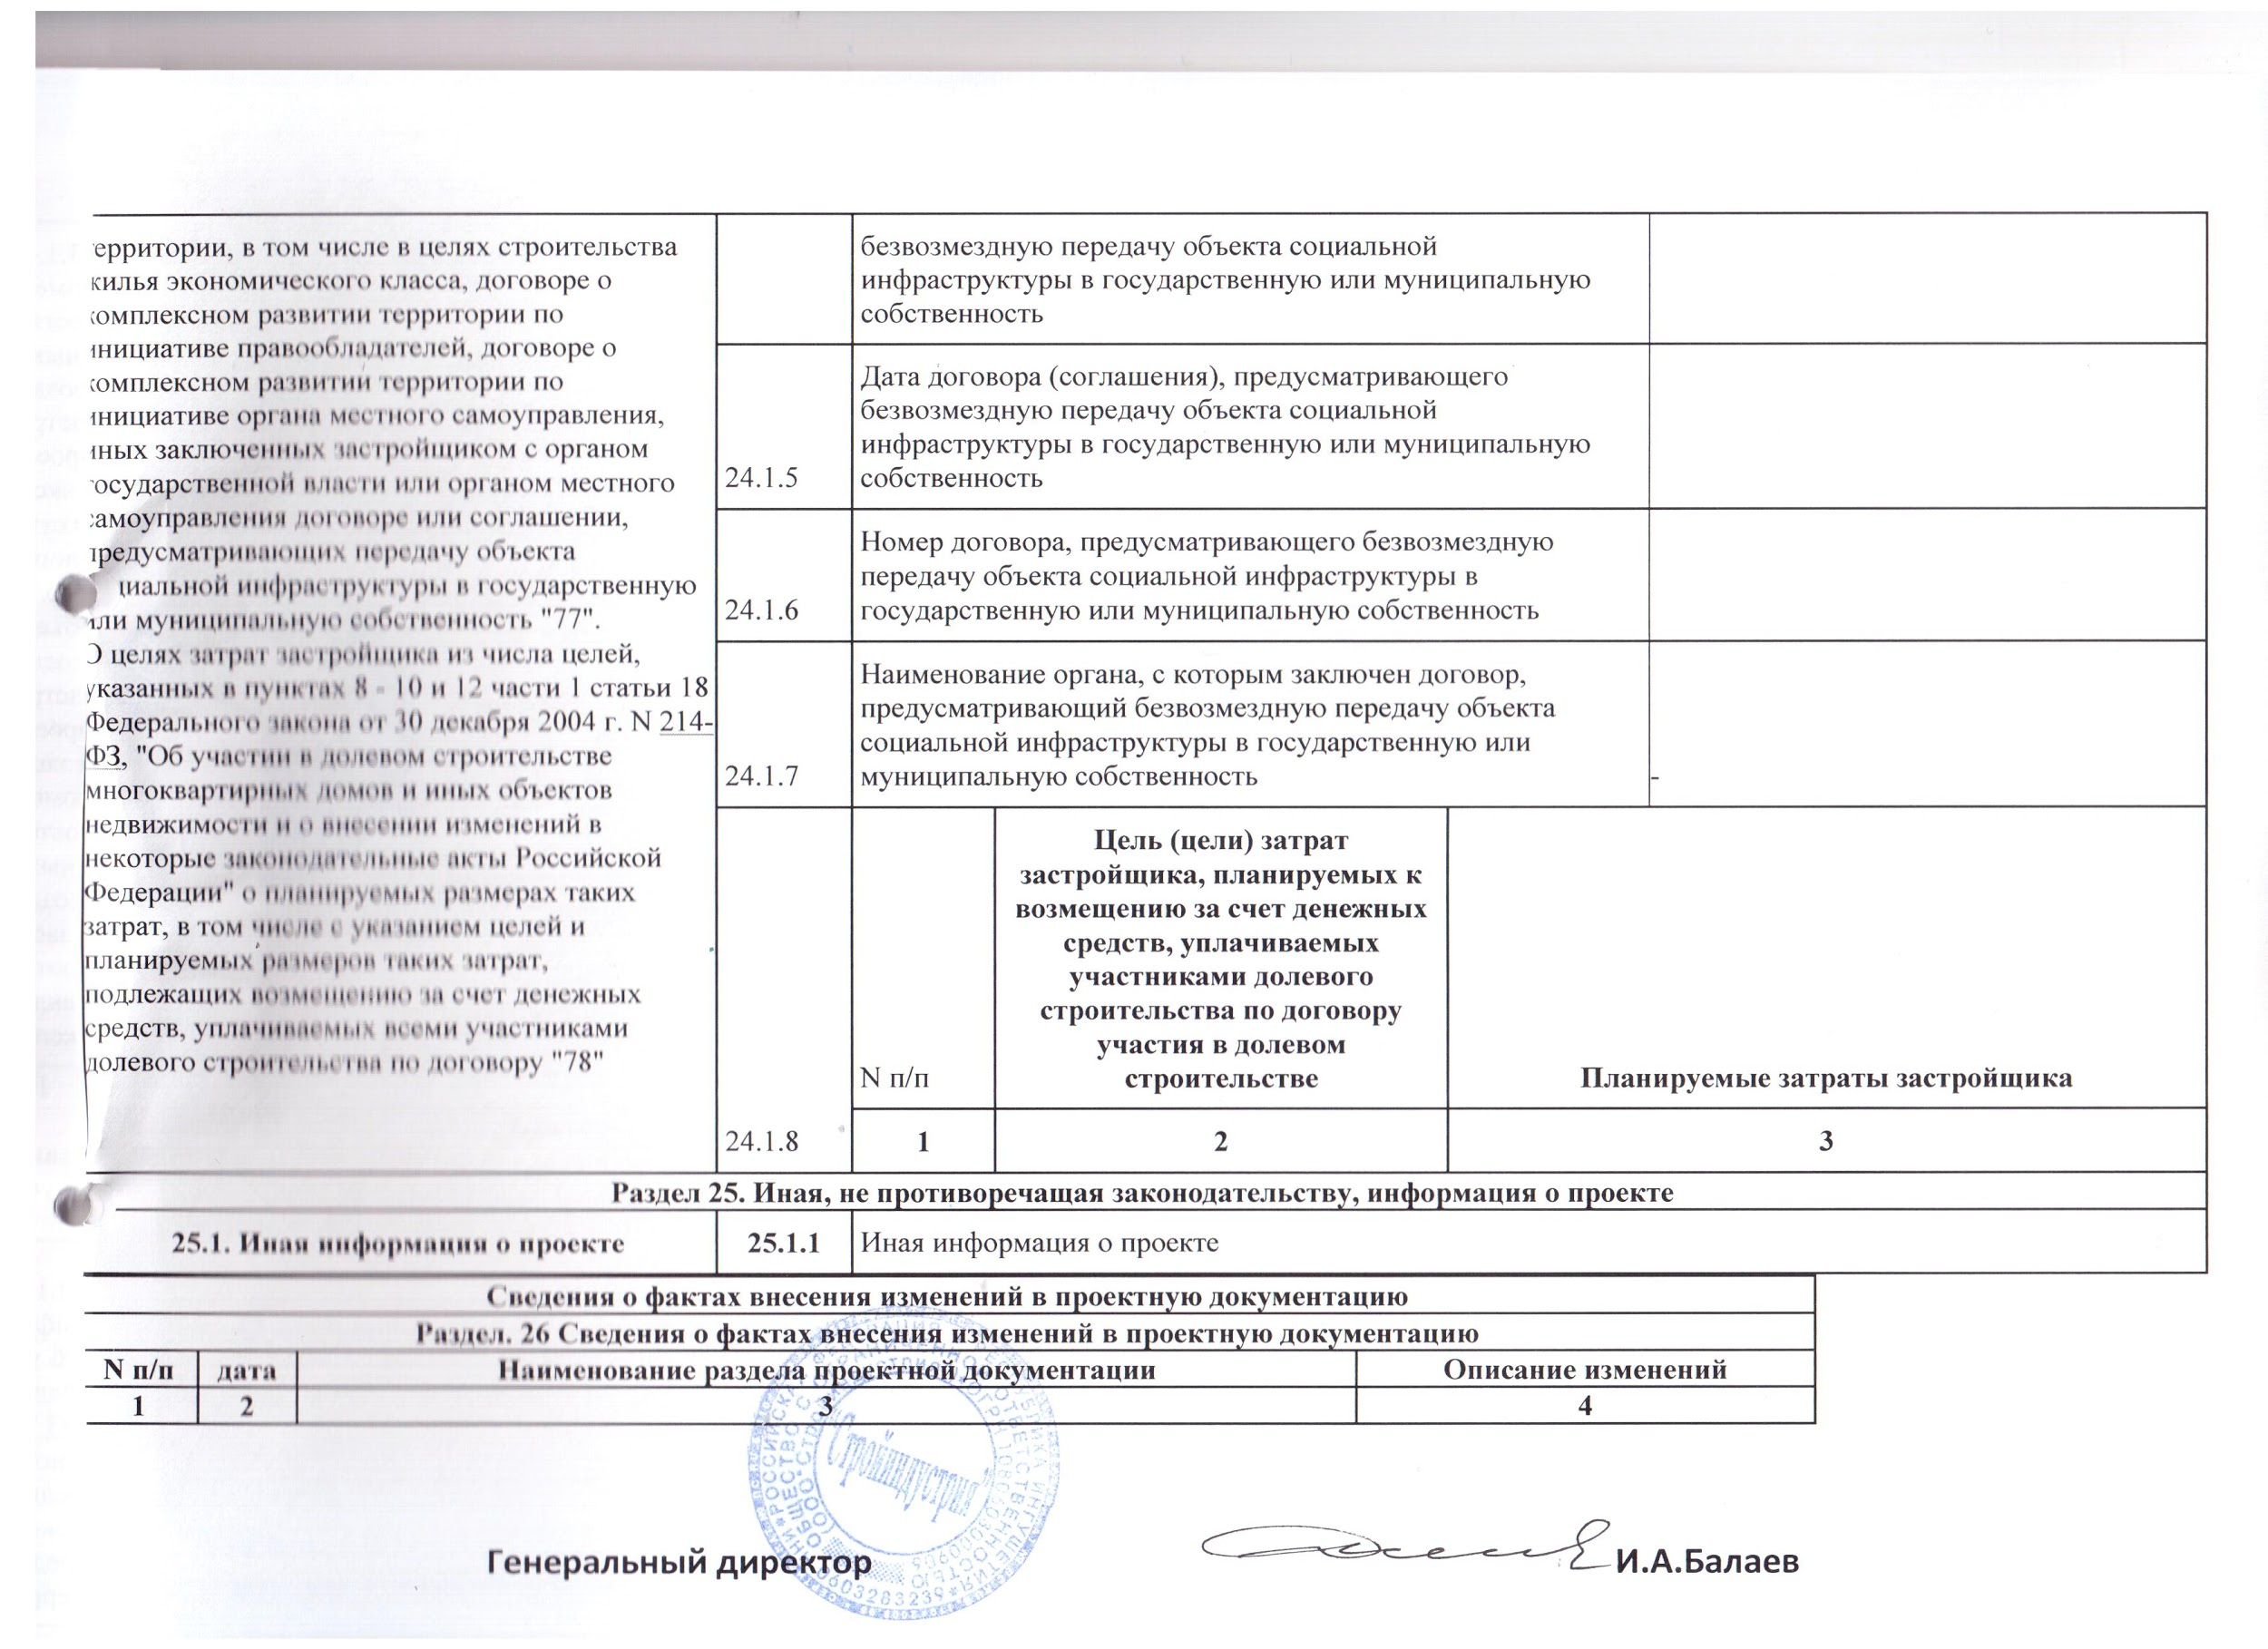 ерритории, в том числе в целях строительства
килья экономического класса, договоре о
комплексном развитии территории по
инициативе правообладателей, договоре о
комплексном развитии территории по
инициативе органа местного самоуправления,
иных заключенных застройщиком с органом
государственной власти или органом местного
самоуправления договоре или соглашении,
предусматривающих передачу объекта
циальной инфраструктуры в государственную
или муниципальную собственность "77".
О целях затрат застройщика из числа целей,
указанных в пунктах 8 - 10 и 12 части 1 статьи 18
Федерального закона от 30 декабря 2004 г. N 214-
ФЗ, "Об участии в долевом строительстве
многоквартирных домов и иных объектов
недвижимости и о внесении изменений в
некоторые законодательные акты Российской
Федерации" о планируемых размерах таких
затрат, в том числе с указанием целей и
планируемых размеров таких затрат,
подлежащих возмещению за счет денежных
средств, уплачиваемых всеми участниками
долевого строительства по договору "78"
безвозмездную передачу объекта социальной
инфраструктуры в государственную или муниципальную
собственность
24.1.5
Дата договора (соглашения), предусматривающего
безвозмездную передачу объекта социальной
инфраструктуры в государственную или муниципальную
собственность
24.1.6
Номер договора, предусматривающего безвозмездную
передачу объекта социальной инфраструктуры в
государственную или муниципальную собственность
24.1.7
Наименование органа, с которым заключен договор,
предусматривающий безвозмездную передачу объекта
социальной инфраструктуры в государственную или
муниципальную собственность
-
24.1.8
N п/п
Цель (цели) затрат
застройщика, планируемых к
возмещению за счет денежных
средств, уплачиваемых
участниками долевого
строительства по договору
участия в долевом
строительстве
Планируемые затраты застройщика
1 2 3
Раздел 25. Иная, не противоречащая законодательству, информация о проекте
25.1. Иная информация о проекте 25.1.1 Иная информация о проекте
Сведения о фактах внесения изменений в проектную документацию
Раздел. 26 Сведения о фактах внесения изменений в проектную документацию
N п/п дата Наименование раздела проектной документации Описание изменений
1 2 3 4
"Стройиндустрия"
Генеральный директор И.А.Балаев